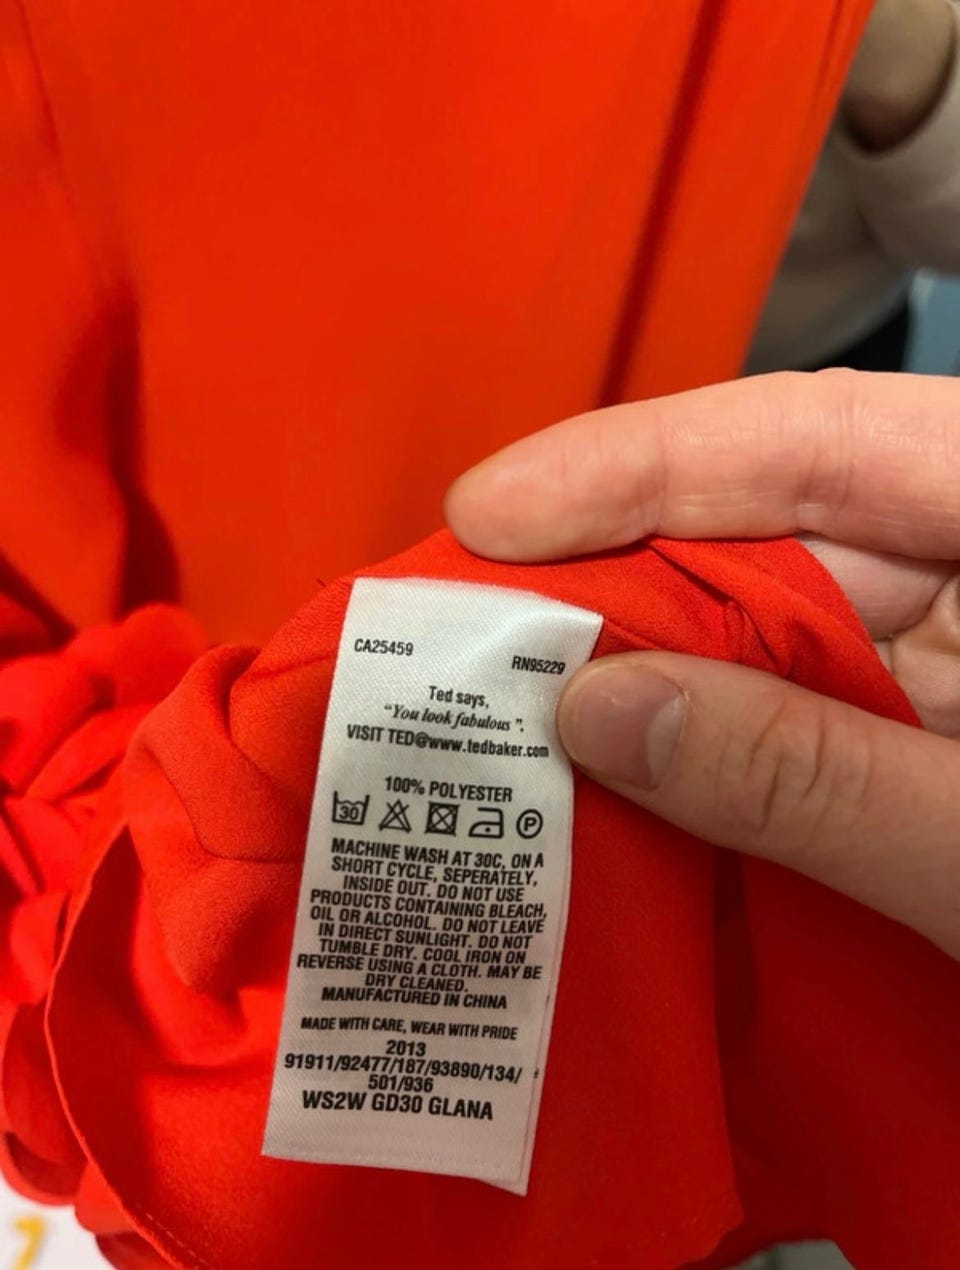 CA25459
RN95229
Ted says,
“You look fabulous”.
VISIT TED@www.tedbaker.com
100% POLYESTER
30 P
MACHINE WASH AT 30C, ON A
SHORT CYCLE, SEPERATELY,
INSIDE OUT. DO NOT USE
PRODUCTS CONTAINING BLEACH,
OIL OR ALCOHOL. DO NOT LEAVE
IN DIRECT SUNLIGHT. DO NOT
TUMBLE DRY. COOL IRON ON
REVERSE USING A CLOTH. MAY BE
DRY CLEANED.
MANUFACTURED IN CHINA
MADE WITH CARE, WEAR WITH PRIDE
2013
91911/92477/187/93890/134/
501/936
WS2W GD30 GLANA